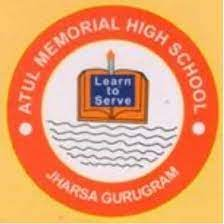 ATUL MEMORIAL HIGH SCHOOL
Learn
to
Serve
JHARSA GURUGRAM